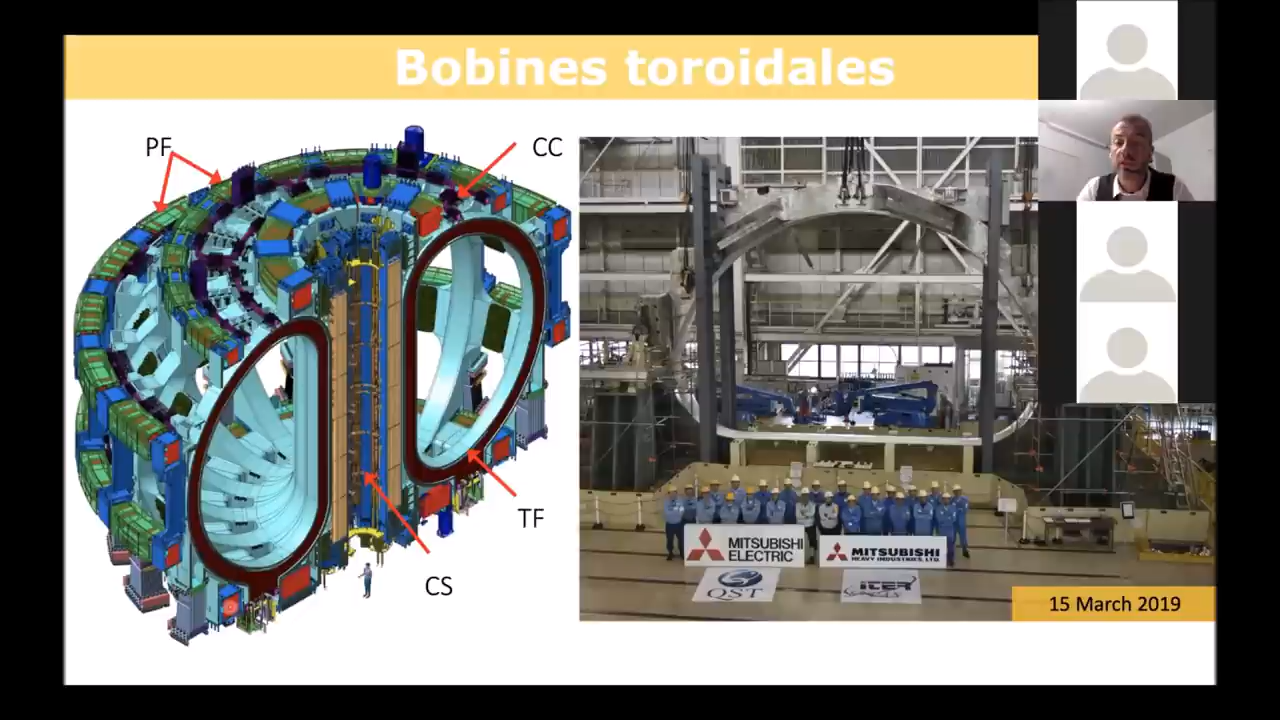 Bobines toroidales
PF
CC
TF
CS
MITSUBISHI
ELECTRIC
MITSUBISHI
HEAVY INDUSTRIES, LTD.
QST
ITER
15 March 2019